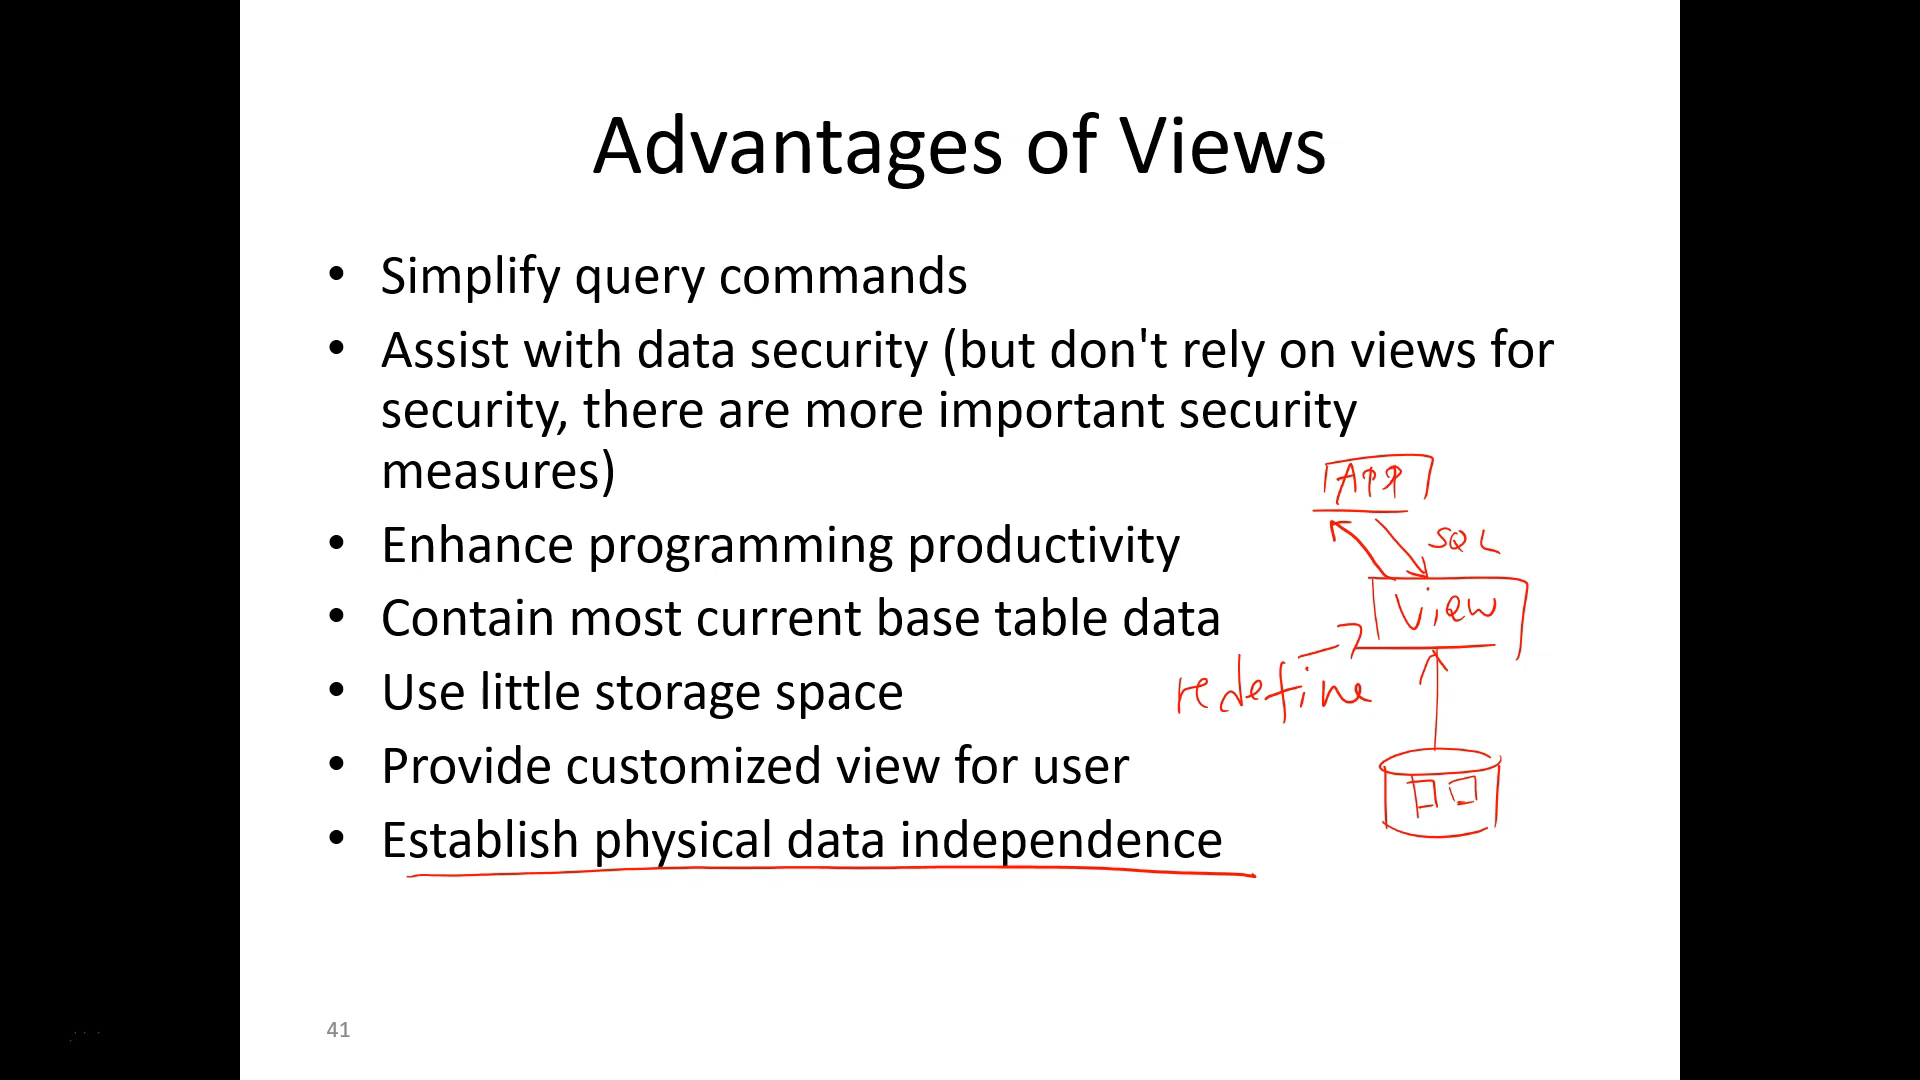 Advantages of Views
• Simplify query commands
• Assist with data security (but don't rely on views for
security, there are more important security
measures)
• Enhance programming productivity
• Contain most current base table data
• Use little storage space
• Provide customized view for user
• Establish physical data independence
APP
SQL
View
redefine
41